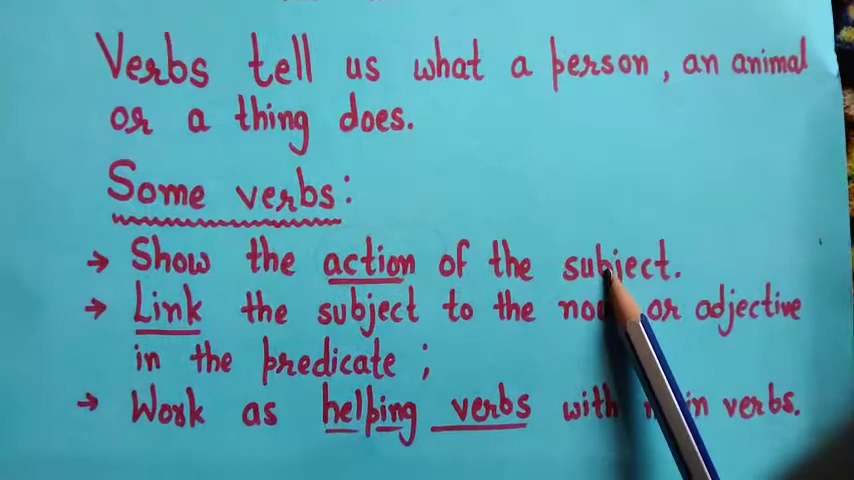 Verbs tell us what a person, an animal
or a thing does.
Some verbs:
→ Show the action of the subject.
→ Link the subject to the or adjective
in the predicate ;
→ Work as helping verbs with verbs.